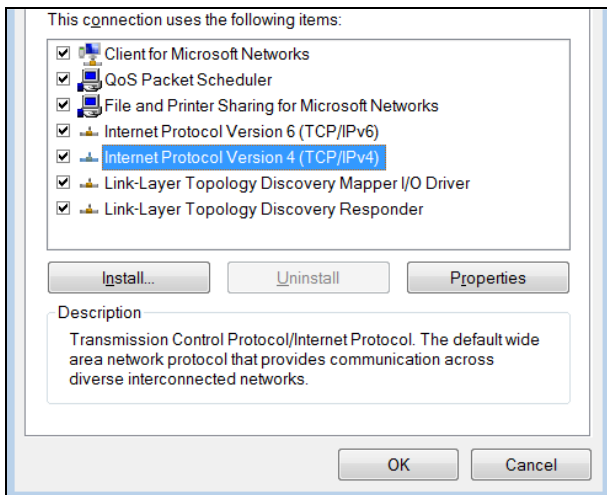 This connection uses the following items:
Client for Microsoft Networks
QoS Packet Scheduler
File and Printer Sharing for Microsoft Networks
Internet Protocol Version 6 (TCP/IPv6)
Internet Protocol Version 4 (TCP/IPv4)
Link-Layer Topology Discovery Mapper I/O Driver
Link-Layer Topology Discovery Responder
Install... Uninstall Properties
Description
Transmission Control Protocol/Internet Protocol. The default wide
area network protocol that provides communication across
diverse interconnected networks.
OK Cancel